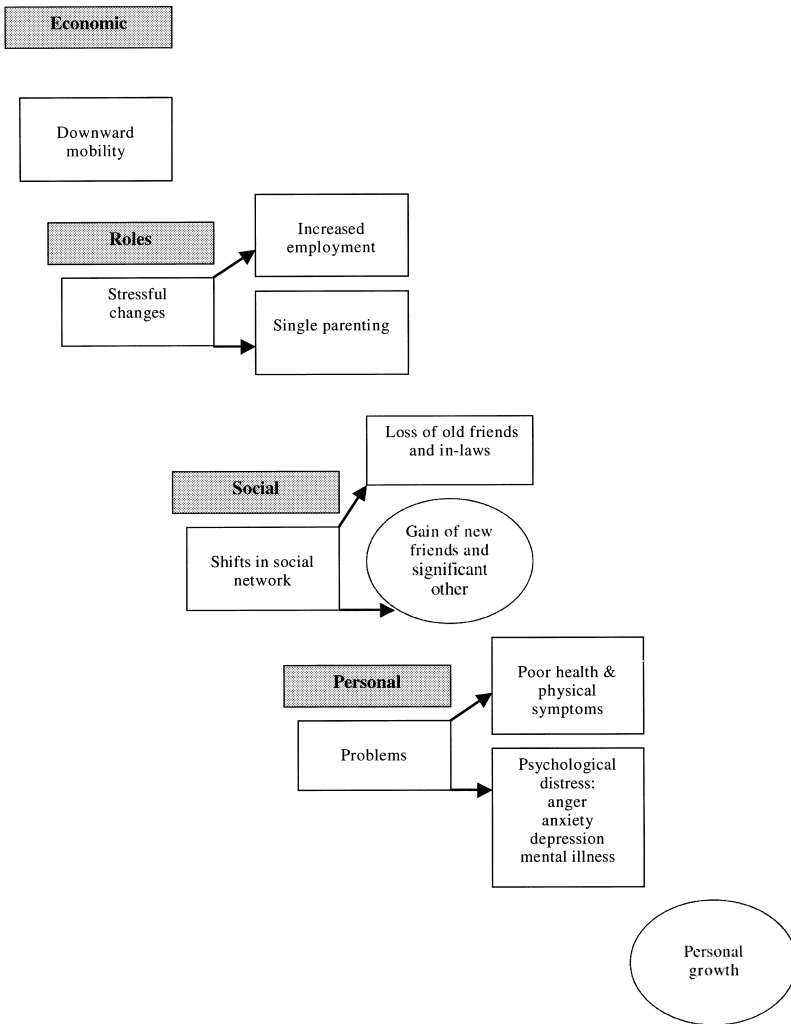 Economic
Downward
mobility
Roles
Increased
employment
Stressful
changes
Single parenting
Loss of old friends
and in-laws
Social
Gain of new
friends and
significant
other
Shifts in social
network
Personal
Poor health &
physical
symptoms
Problems
Psychological
distress:
anger
anxiety
depression
mental illness
Personal
growth